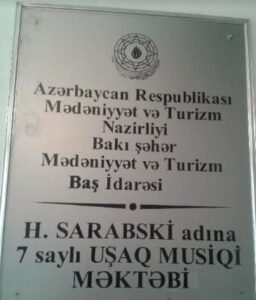 Azərbaycan Respublikası
Mədəniyyət və Turizm
Nazirliyi
Bakı şəhər
Mədəniyyət və Turizm
Baş İdarəsi
H. SARABSKİ adına
7 saylı UŞAQ MUSİQİ
MƏKTƏBİ